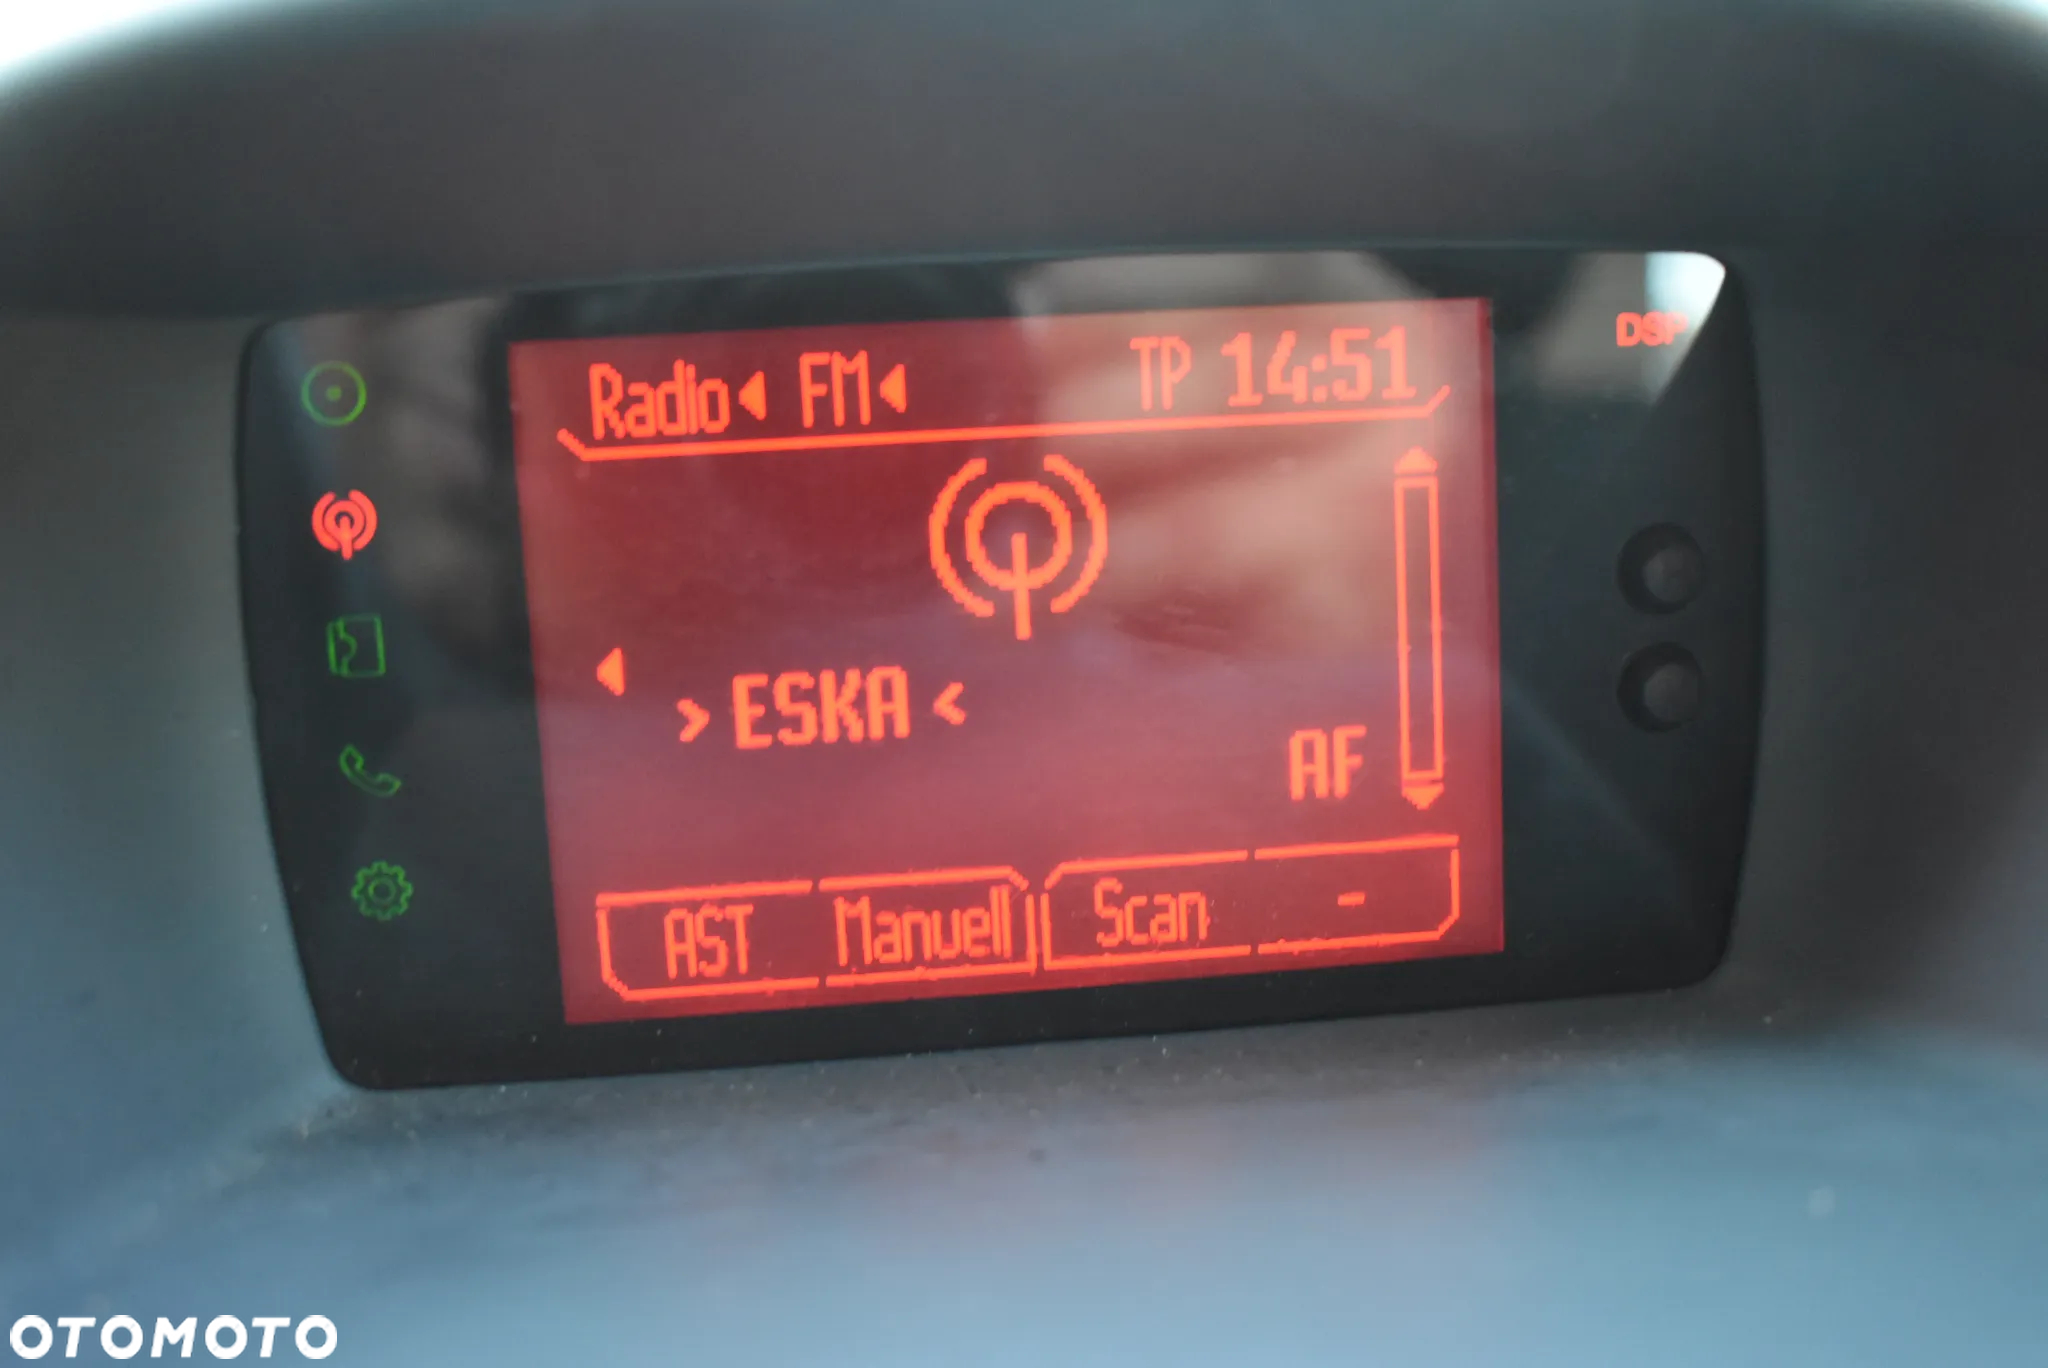 Radio FM TP 14:51
DSP
> ESKA <
AF
AST Manuell Scan -
OTOMOTO